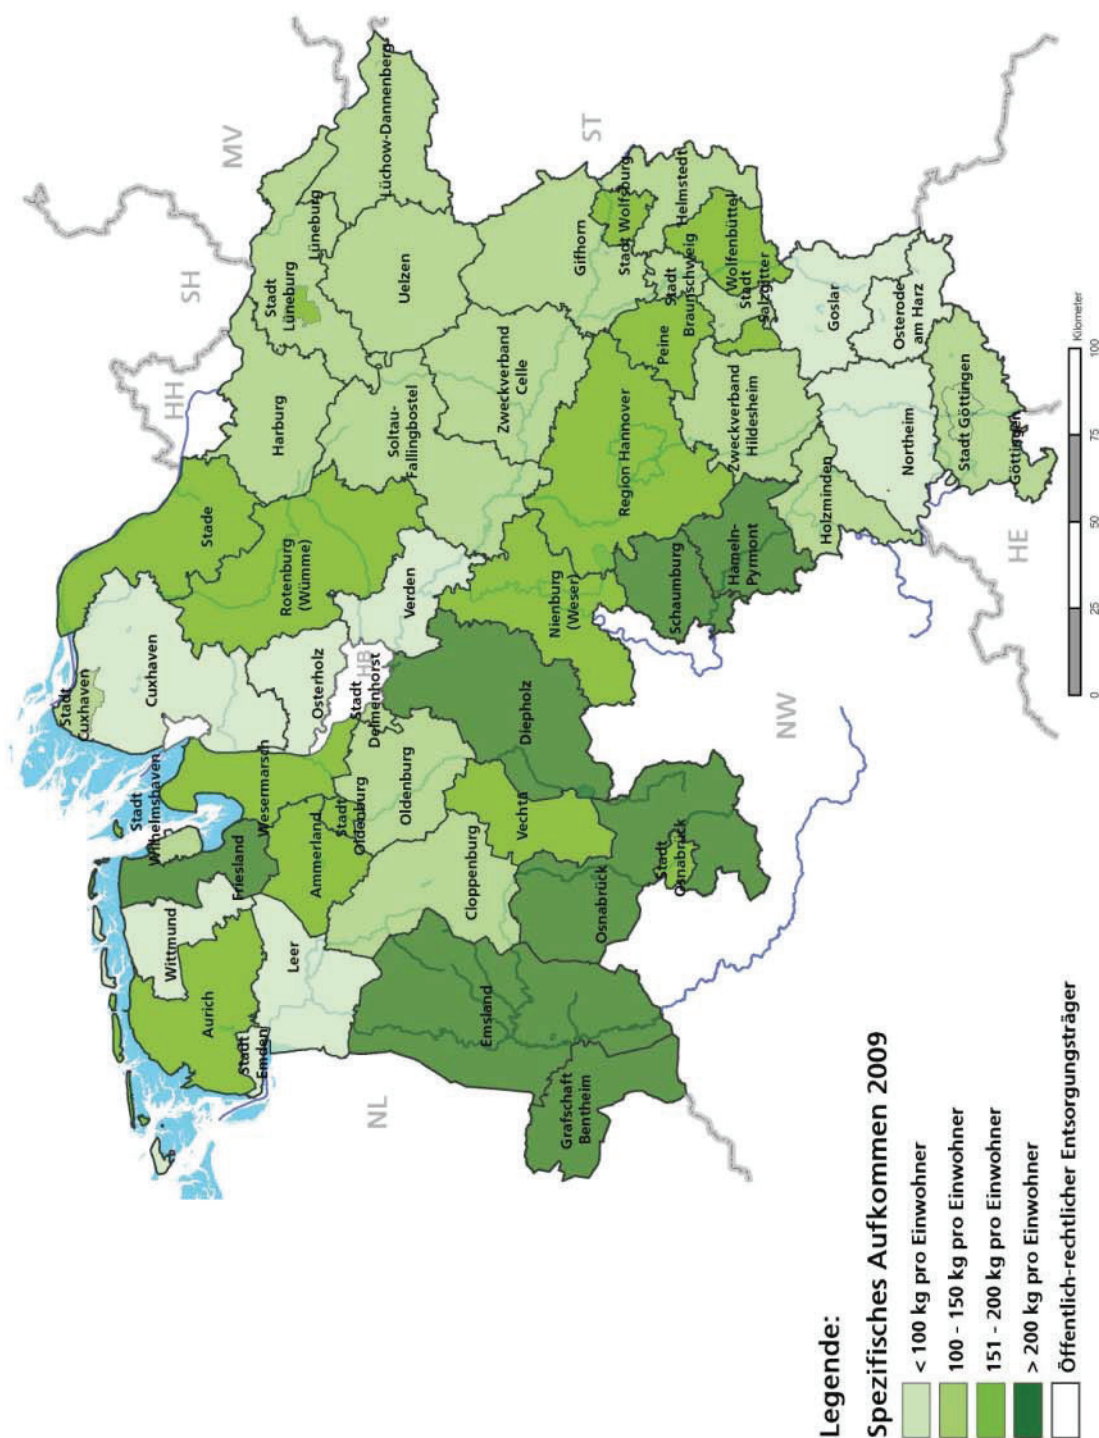 MV
SH
HH
ST
HE
NW
NL
HB
Lüchow-Dannenberg
Lüneburg
Stadt
Lüneburg
Uelzen
Harburg
Soltau-
Fallingbostel
Zweckverband
Celle
Gifhorn
Stadt Wolfsburg
Helmstedt
Stadt
Braunschweig
Wolfenbüttel
Stadt
Salzgitter
Peine
Region Hannover
Zweckverband
Hildesheim
Goslar
Osterode
am Harz
Northeim
Stadt Göttingen
Göttingen
Holzminden
Hameln-
Pyrmont
Schaumburg
Nienburg
(Weser)
Stade
Rotenburg
(Wümme)
Verden
Stadt
Cuxhaven
Cuxhaven
Osterholz
Stadt
Delmenhorst
Diepholz
Stadt
Wilhelmshaven
Wesermarsch
Friesland
Ammerland
Stadt
Oldenburg
Oldenburg
Cloppenburg
Vechta
Osnabrück
Stadt
Osnabrück
Wittmund
Aurich
Stadt
Emden
Leer
Emsland
Grafschaft
Bentheim
Legende:
Spezifisches Aufkommen 2009
< 100 kg pro Einwohner
100 - 150 kg pro Einwohner
151 - 200 kg pro Einwohner
> 200 kg pro Einwohner
Öffentlich-rechtlicher Entsorgungsträger
0 25 50 75 100
Kilometer